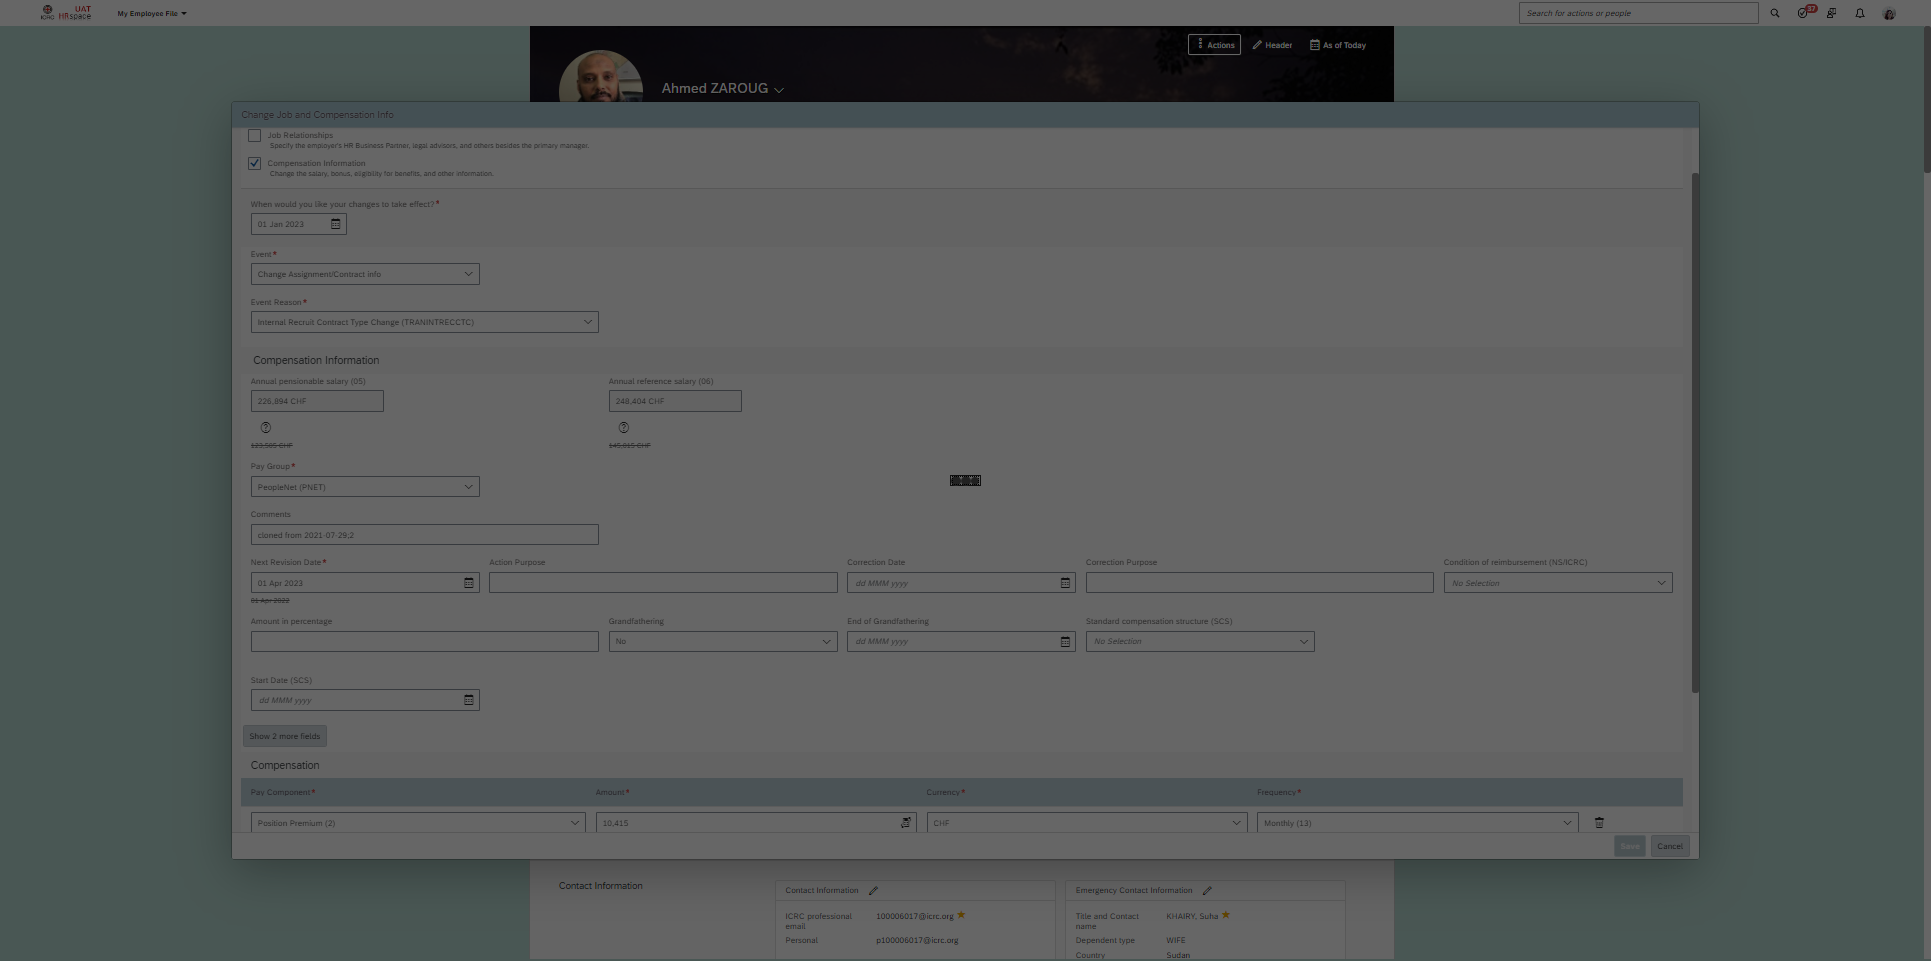 ICRC
UAT
HRspace
My Employee File
Search for actions or people
37
Actions
Header
As of Today
Ahmed ZAROUG
Change Job and Compensation Info
Job Relationships
Specify the employer's HR Business Partner, legal advisors, and others besides the primary manager.
Compensation Information
Change the salary, bonus, eligibility for benefits, and other information.
When would you like your changes to take effect?*
01 Jan 2023
Event*
Change Assignment/Contract info
Event Reason*
Internal Recruit Contract Type Change (TRANINTRECCTC)
Compensation Information
Annual pensionable salary (05)
Annual reference salary (06)
226,894 CHF
248,404 CHF
Pay Group*
PeopleNet (PNET)
Comments
cloned from 2021-07-29;2
Next Revision Date*
Action Purpose
Correction Date
Correction Purpose
Condition of reimbursement (NS/ICRC)
01 Apr 2023
dd MMM yyyy
No Selection
01 Apr 2022
Amount in percentage
Grandfathering
End of Grandfathering
Standard compensation structure (SCS)
No
dd MMM yyyy
No Selection
Start Date (SCS)
dd MMM yyyy
Show 2 more fields
Compensation
Pay Component*
Amount*
Currency*
Frequency*
Position Premium (2)
10,415
CHF
Monthly (13)
Save
Cancel
Contact Information
Contact Information
Emergency Contact Information
ICRC professional email
100006017@icrc.org
Title and Contact name
KHAIRY, Suha
Personal
p100006017@icrc.org
Dependent type
WIFE
Country
Sudan